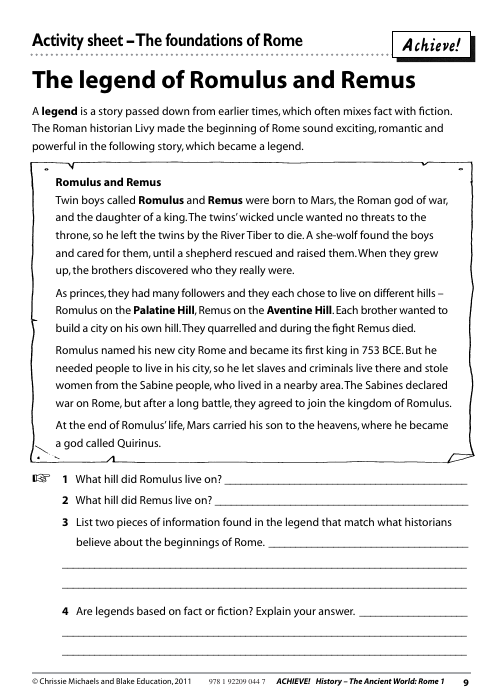 Activity sheet – The foundations of Rome
Achieve!
The legend of Romulus and Remus
A legend is a story passed down from earlier times, which often mixes fact with fiction.
The Roman historian Livy made the beginning of Rome sound exciting, romantic and
powerful in the following story, which became a legend.
Romulus and Remus
Twin boys called Romulus and Remus were born to Mars, the Roman god of war,
and the daughter of a king. The twins' wicked uncle wanted no threats to the
throne, so he left the twins by the River Tiber to die. A she-wolf found the boys
and cared for them, until a shepherd rescued and raised them. When they grew
up, the brothers discovered who they really were.
As princes, they had many followers and they each chose to live on different hills –
Romulus on the Palatine Hill, Remus on the Aventine Hill. Each brother wanted to
build a city on his own hill. They quarrelled and during the fight Remus died.
Romulus named his new city Rome and became its first king in 753 BCE. But he
needed people to live in his city, so he let slaves and criminals live there and stole
women from the Sabine people, who lived in a nearby area. The Sabines declared
war on Rome, but after a long battle, they agreed to join the kingdom of Romulus.
At the end of Romulus' life, Mars carried his son to the heavens, where he became
a god called Quirinus.
1 What hill did Romulus live on?
2 What hill did Remus live on?
3 List two pieces of information found in the legend that match what historians
believe about the beginnings of Rome.
4 Are legends based on fact or fiction? Explain your answer.
© Chrissie Michaels and Blake Education, 2011 978 1 92209 044 7 ACHIEVE! History – The Ancient World: Rome 1 9